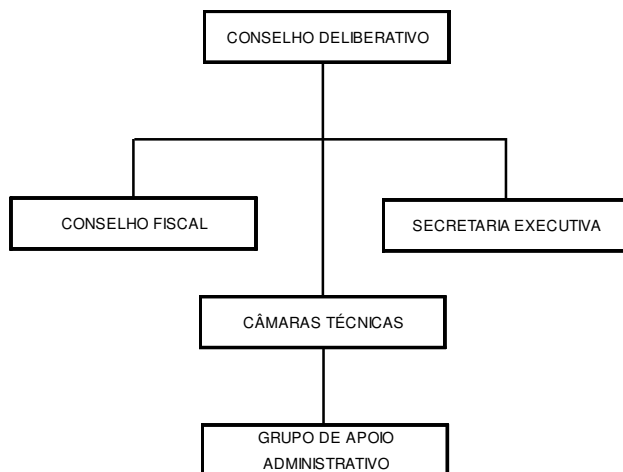 CONSELHO DELIBERATIVO
CONSELHO FISCAL
SECRETARIA EXECUTIVA
CÂMARAS TÉCNICAS
GRUPO DE APOIO
ADMINISTRATIVO